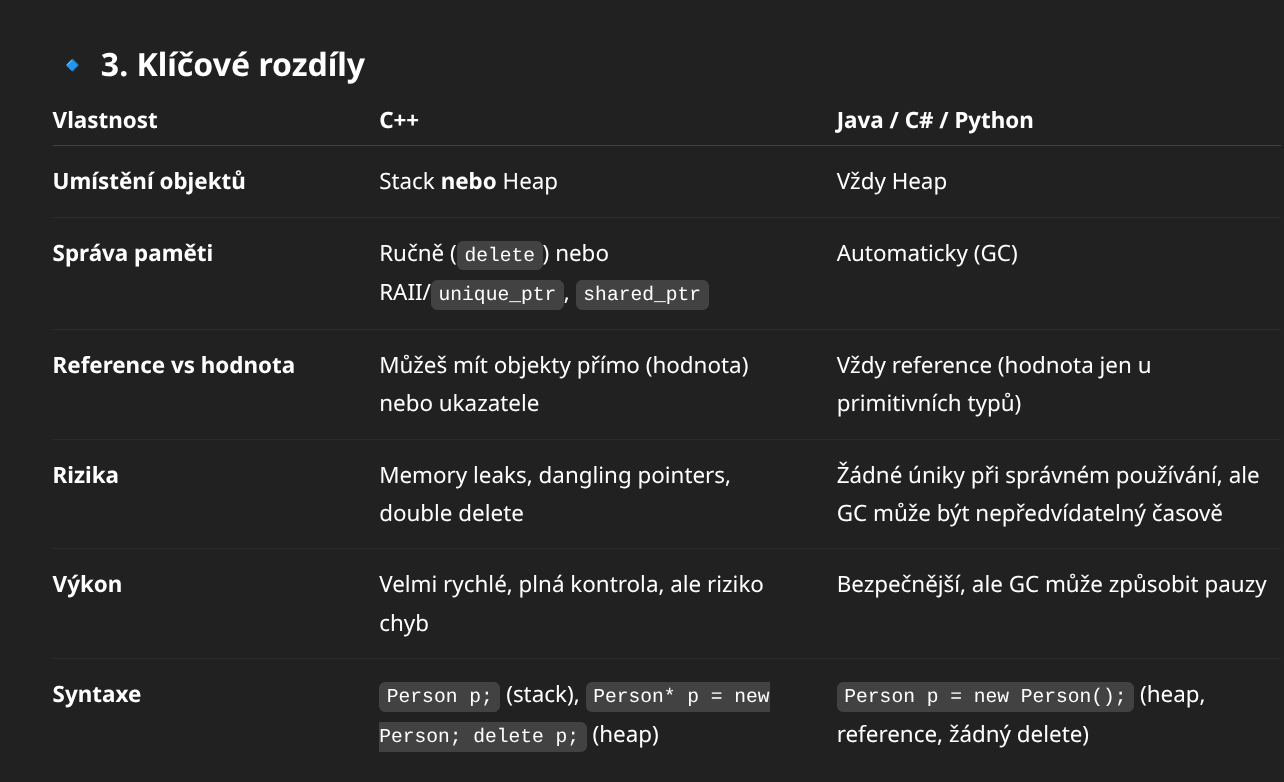 3. Klíčové rozdíly
Vlastnost C++ Java / C# / Python
Umístění objektů Stack nebo Heap Vždy Heap
Správa paměti Ručně (delete) nebo Automaticky (GC)
RAII/unique_ptr, shared_ptr
Reference vs hodnota Můžeš mít objekty přímo (hodnota) Vždy reference (hodnota jen u
nebo ukazatele primitivních typů)
Rizika Memory leaks, dangling pointers, Žádné úniky při správném používání, ale
double delete GC může být nepředvídatelný časově
Výkon Velmi rychlé, plná kontrola, ale riziko Bezpečnější, ale GC může způsobit pauzy
chyb
Syntaxe Person p; (stack), Person* p = new Person p = new Person(); (heap,
Person; delete p; (heap) reference, žádný delete)